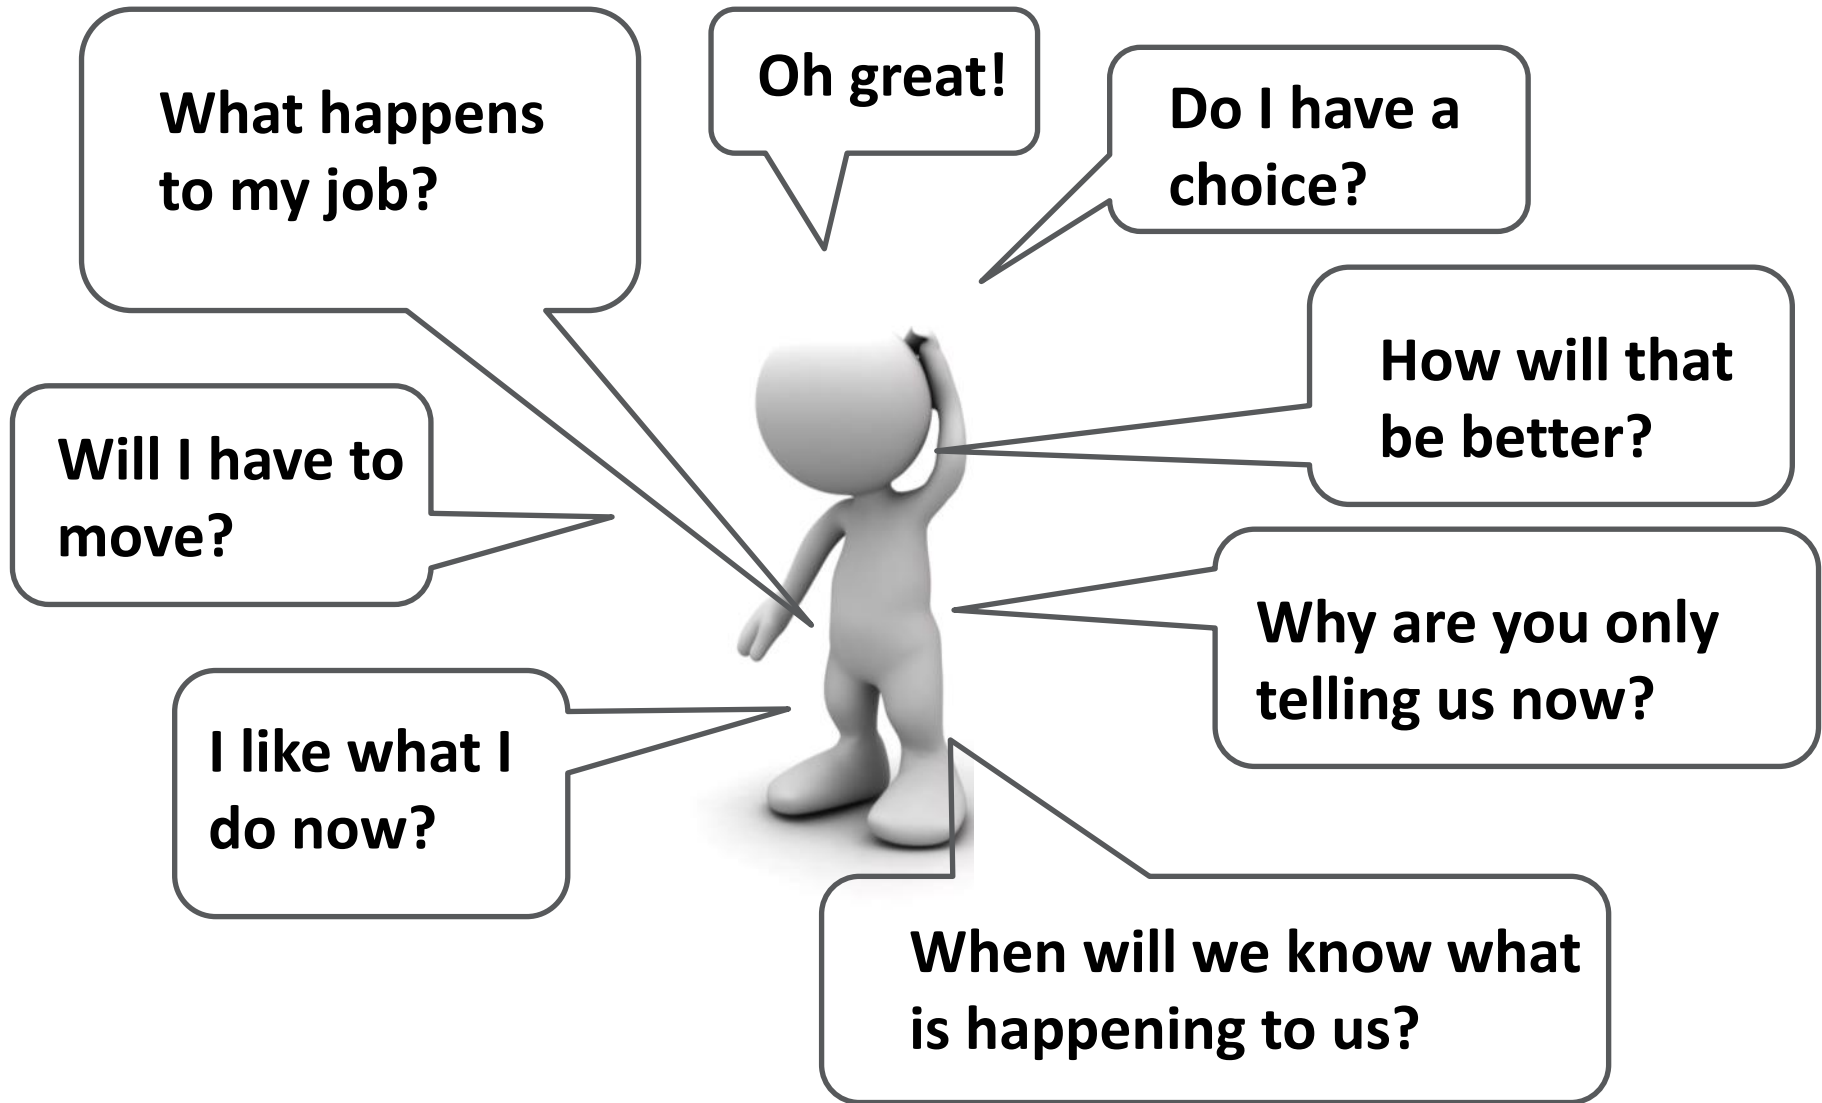 Oh great!
What happens
to my job?
Do I have a
choice?
How will that
be better?
Will I have to
move?
Why are you only
telling us now?
I like what I
do now?
When will we know what
is happening to us?